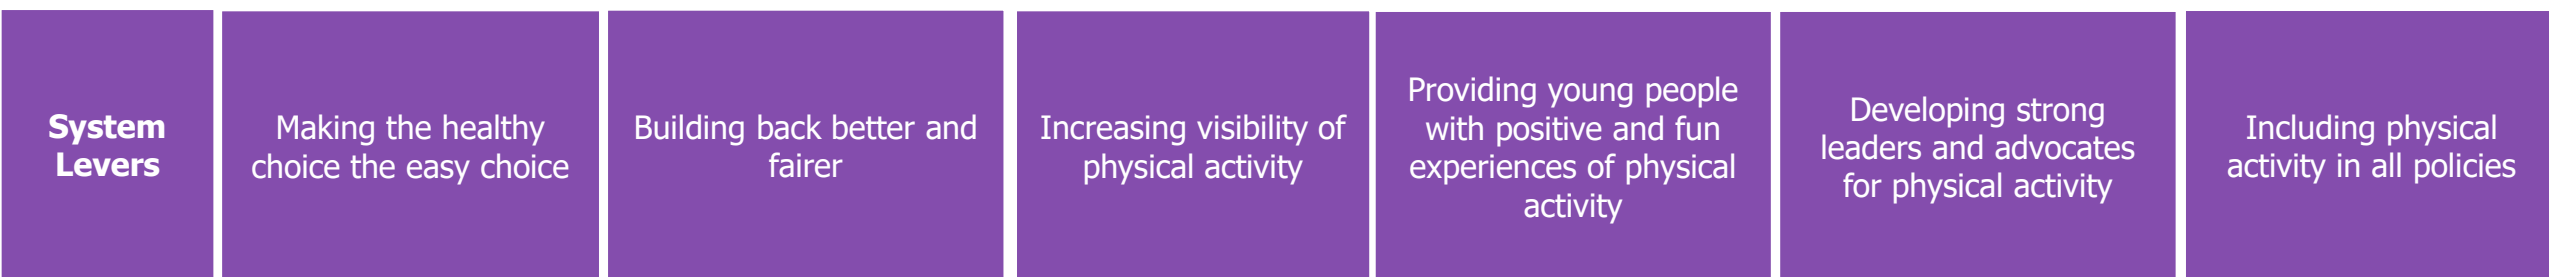 System
Levers
Making the healthy
choice the easy choice
Building back better and
fairer
Increasing visibility of
physical activity
Providing young people
with positive and fun
experiences of physical
activity
Developing strong
leaders and advocates
for physical activity
Including physical
activity in all policies